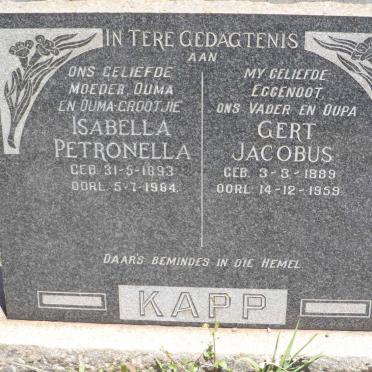 IN TERE GEDAGTENIS
AAN
ONS GELIEFDE
MOEDER OUMA
EN OUMA-GROOTJIE
ISABELLA
PETRONELLA
GEB. 31-5-1893
OORL. 5-7-1984.
MY GELIEFDE
EGGENOOT
ONS VADER EN OUPA
GERT
JACOBUS
GEB. 3-3-1889
OORL. 14-12-1959.
DAAR'S BEMINDES IN DIE HEMEL.
KAPP